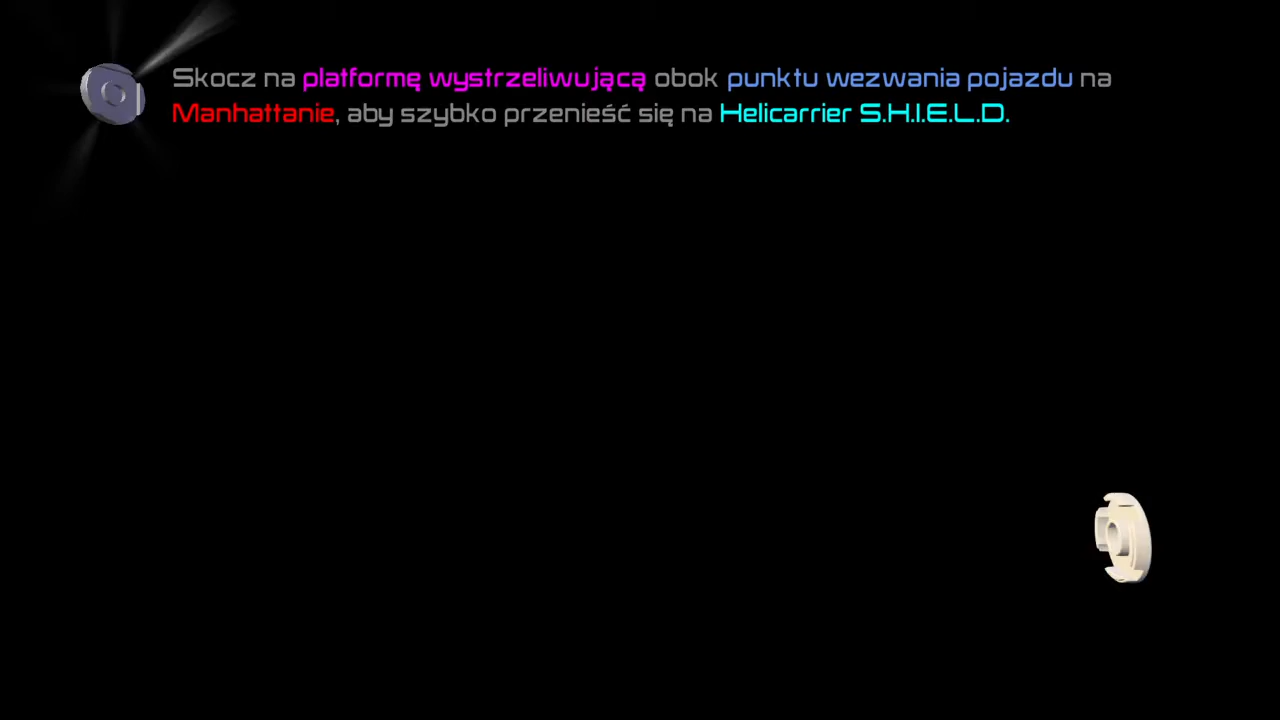 Skocz na platformę wystrzeliwującą obok punktu wezwania pojazdu na
Manhattanie, aby szybko przenieść się na Helicarrier S.H.I.E.L.D.